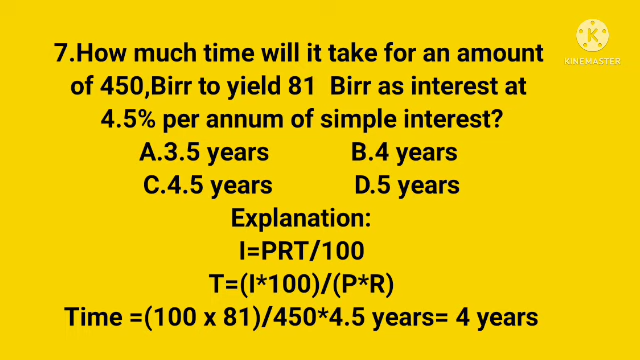 KINEMASTER
7.How much time will it take for an amount
of 450,Birr to yield 81 Birr as interest at
4.5% per annum of simple interest?
A.3.5 years B.4 years
C.4.5 years D.5 years
Explanation:
I=PRT/100
T=(I*100)/(P*R)
Time =(100 x 81)/450*4.5 years= 4 years